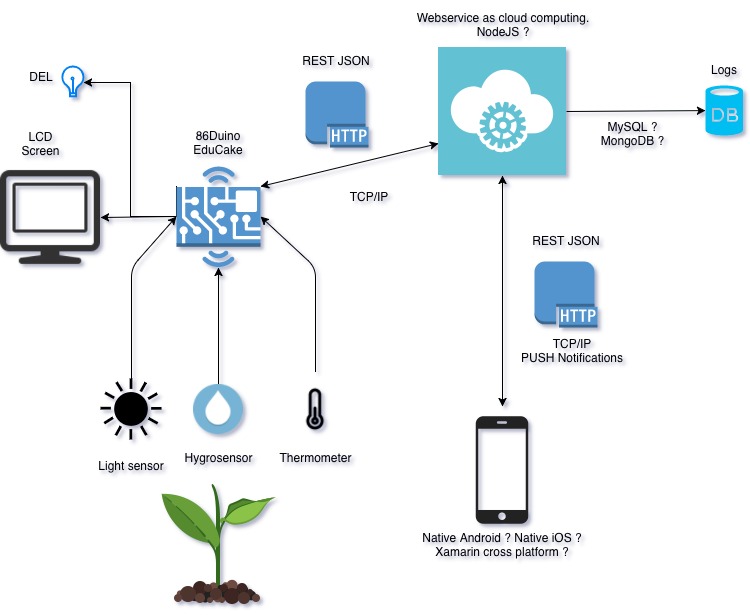 Webservice as cloud computing.
NodeJS ?
REST JSON
HTTP
DEL
Logs
DB
LCD
Screen
86Duino
EduCake
MySQL ?
MongoDB ?
TCP/IP
REST JSON
HTTP
TCP/IP
PUSH Notifications
Light sensor
Hygrosensor
Thermometer
Native Android ? Native iOS ?
Xamarin cross platform ?